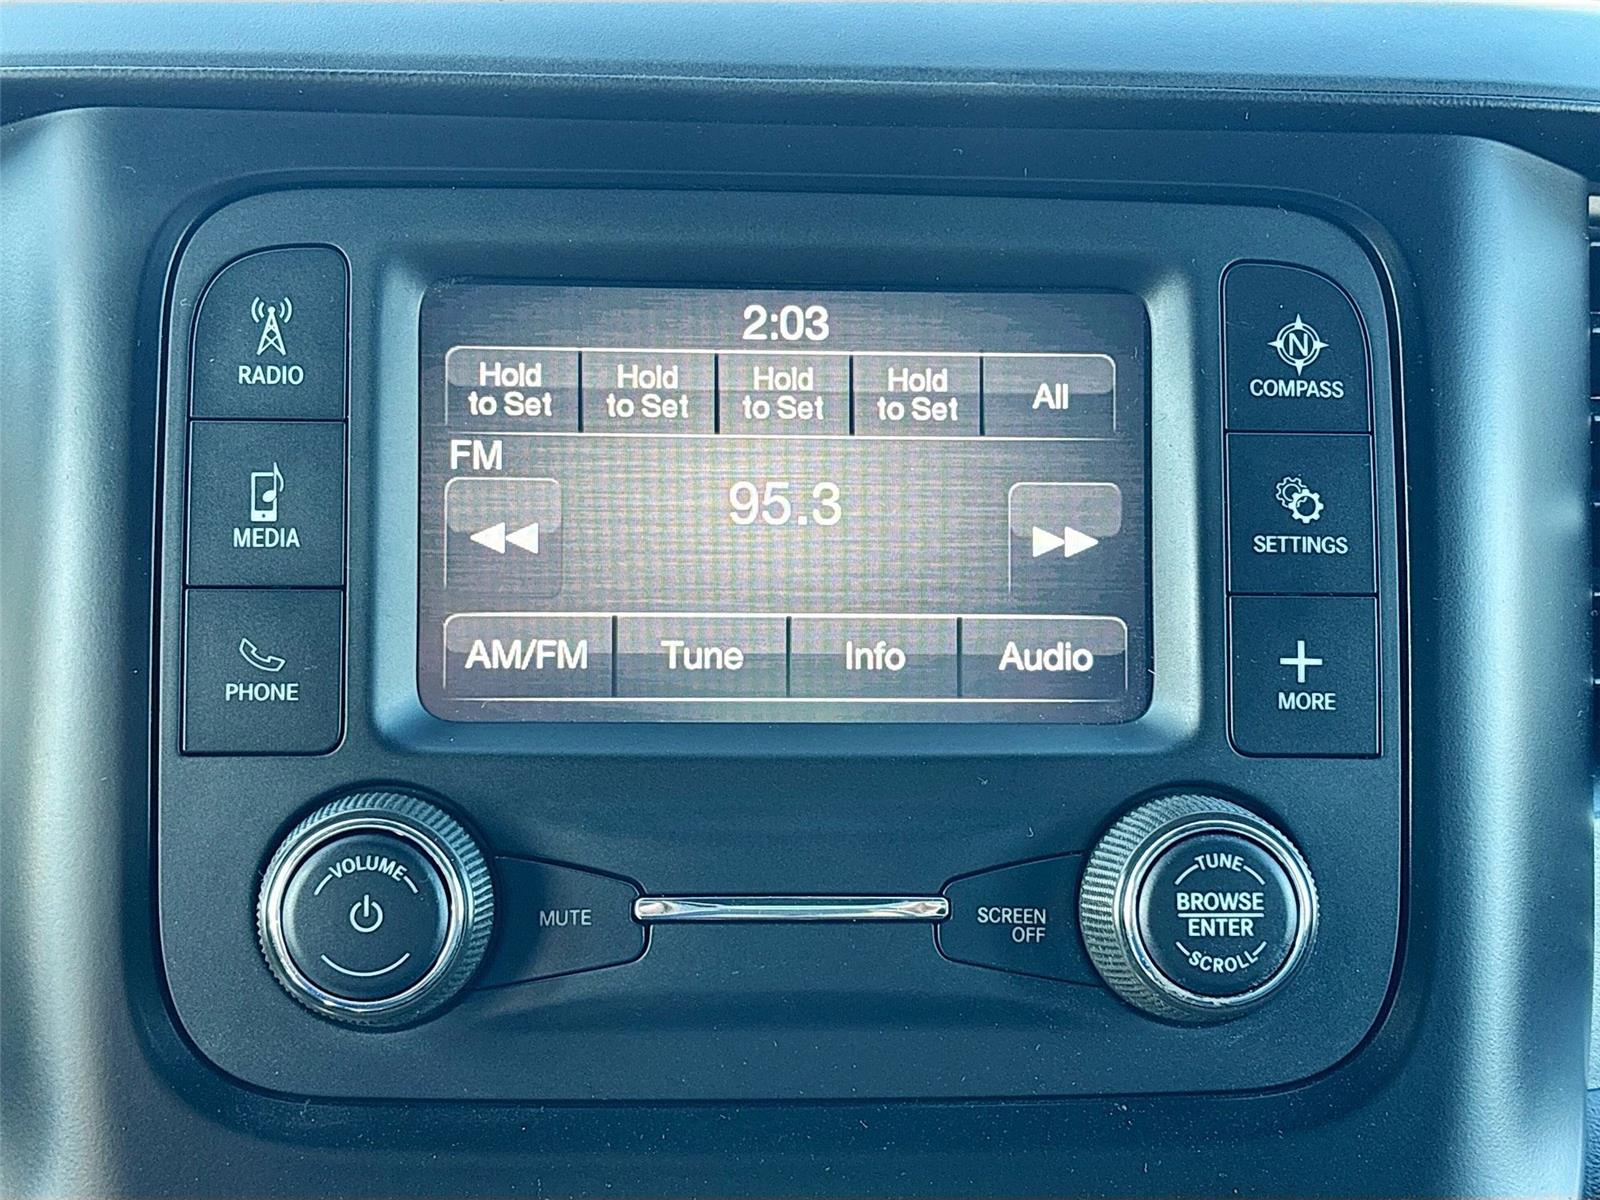 2:03
Hold
to Set
Hold
to Set
Hold
to Set
Hold
to Set
All
FM
95.3
AM/FM
Tune
Info
Audio
RADIO
MEDIA
PHONE
N
COMPASS
SETTINGS
MORE
VOLUME
MUTE
SCREEN
OFF
TUNE
BROWSE
ENTER
SCROLL